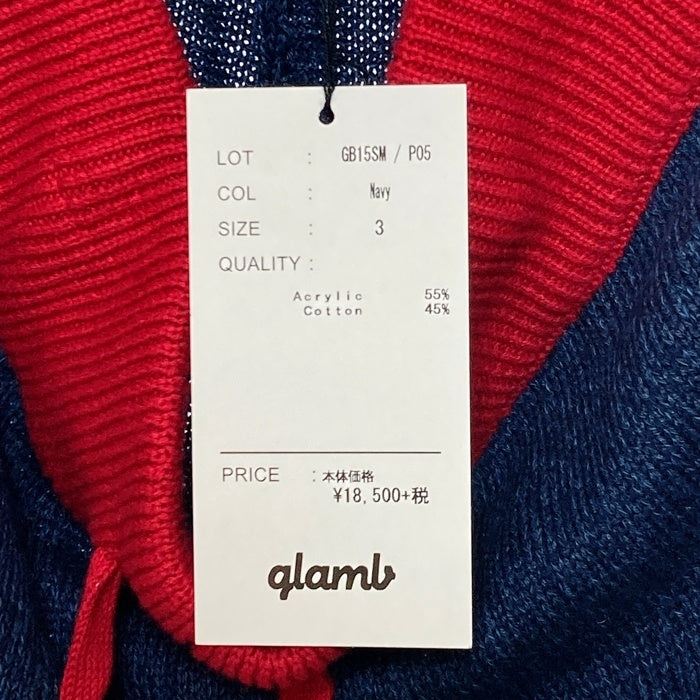 LOT : GB15SM / P05
COL : Navy
SIZE : 3
QUALITY :
Acrylic 55%
Cotton 45%
PRICE : 本体価格
¥18,500+税
glamb